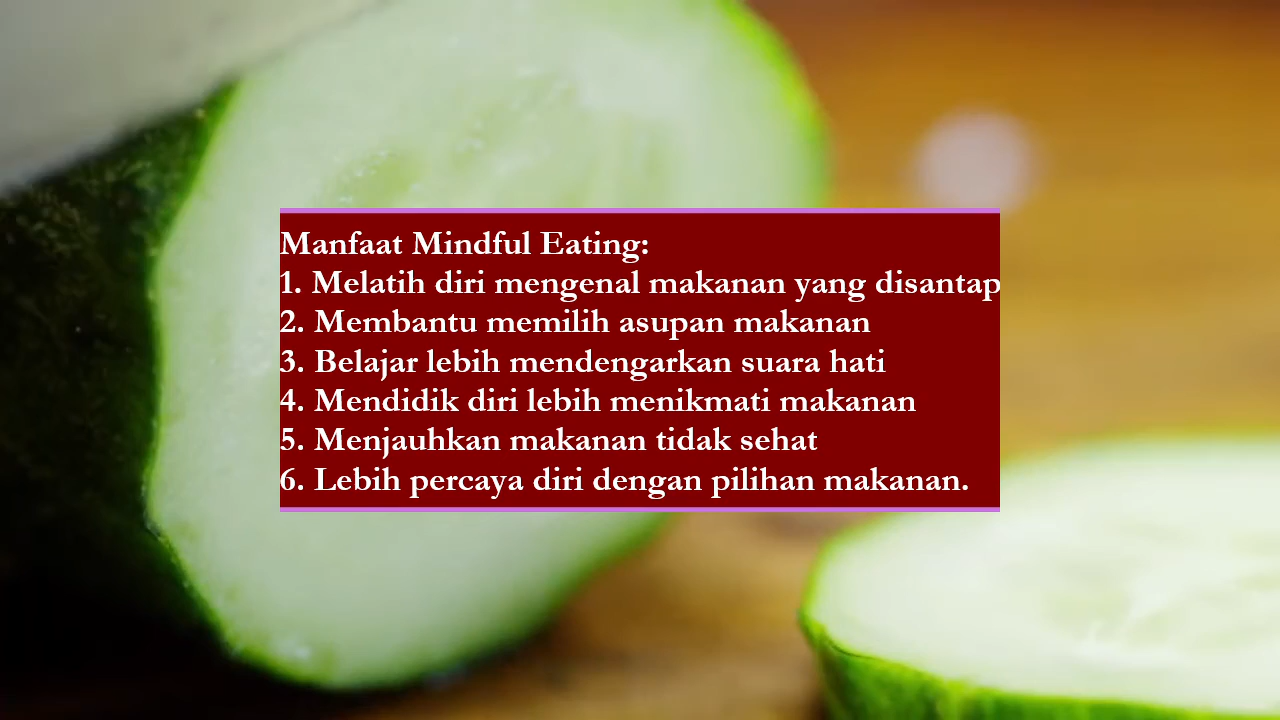 Manfaat Mindful Eating:
1. Melatih diri mengenal makanan yang disantap
2. Membantu memilih asupan makanan
3. Belajar lebih mendengarkan suara hati
4. Mendidik diri lebih menikmati makanan
5. Menjauhkan makanan tidak sehat
6. Lebih percaya diri dengan pilihan makanan.